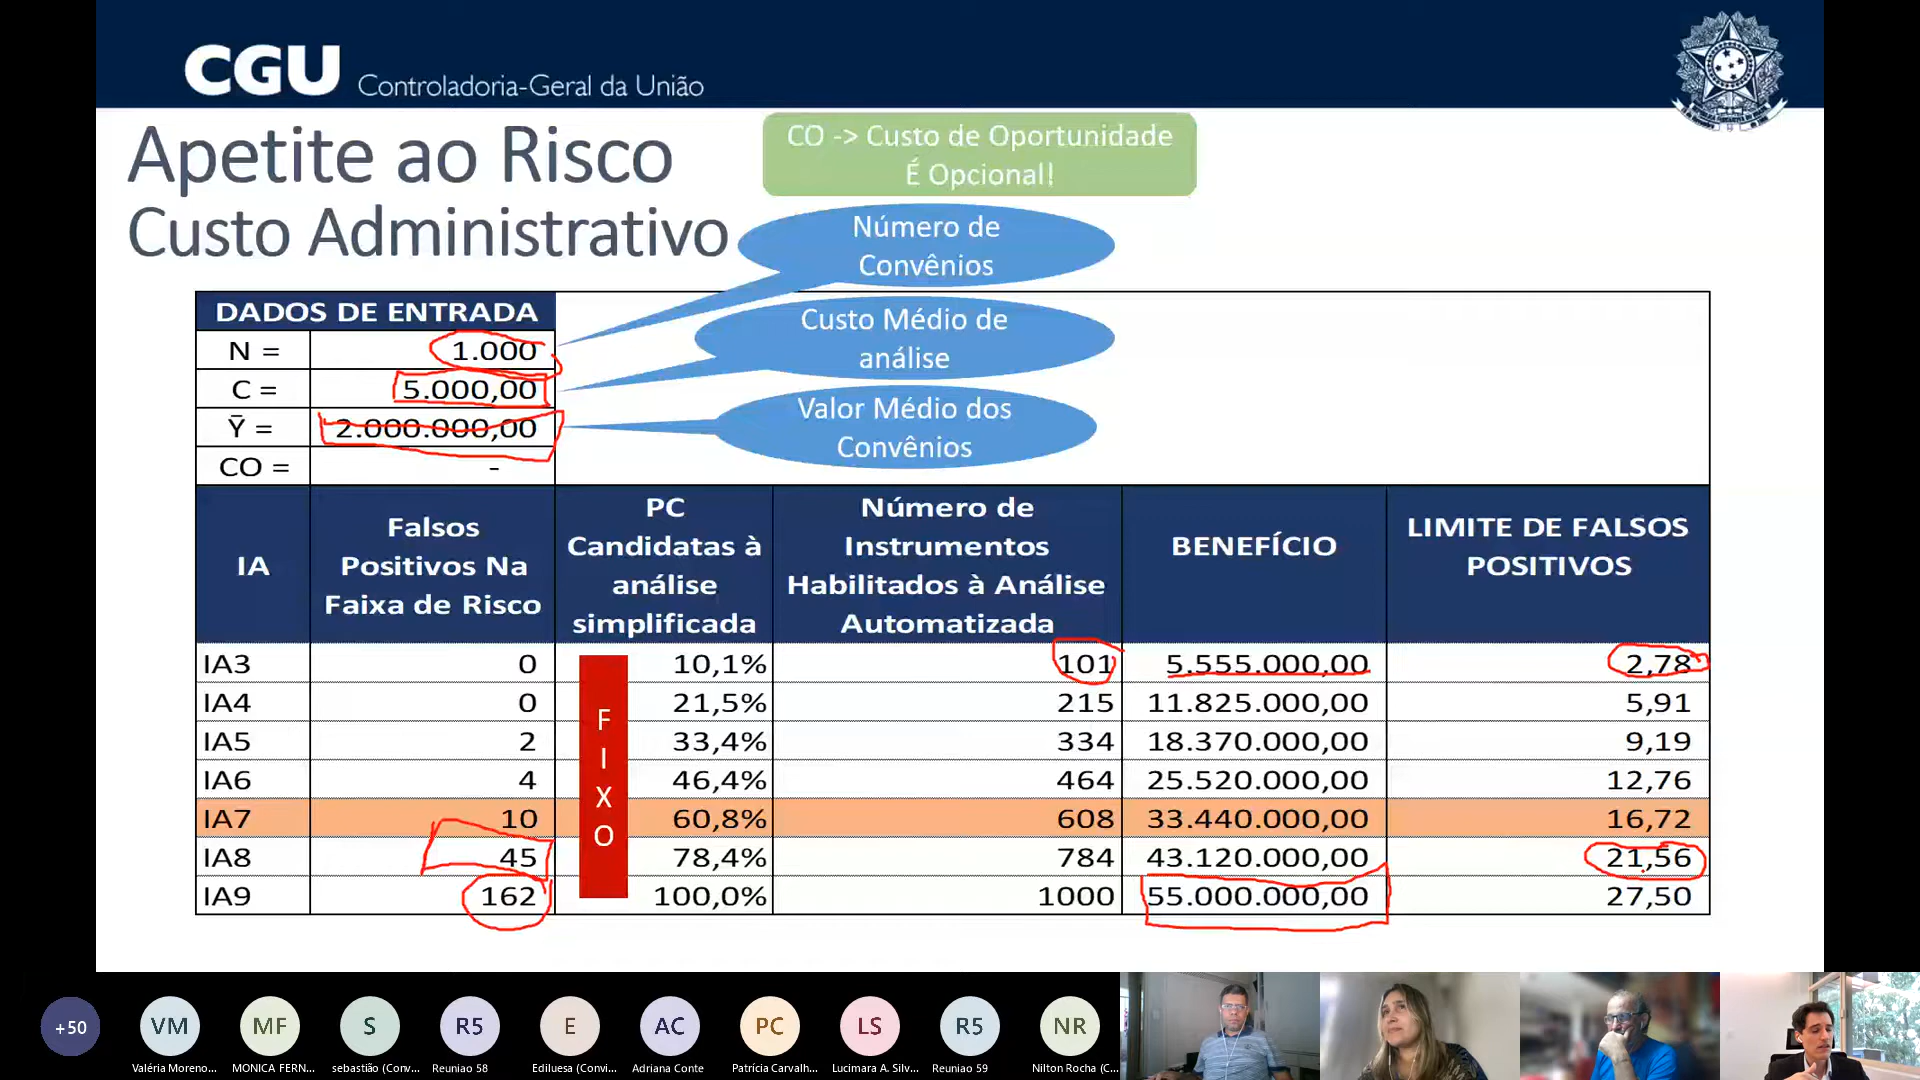 CGU Controladoria-Geral da União
Apetite ao Risco
Custo Administrativo
CO -> Custo de Oportunidade
É Opcional!
Número de
Convênios
Custo Médio de
análise
Valor Médio dos
Convênios
DADOS DE ENTRADA
N = 1.000
C = 5.000,00
Ȳ = 2.000.000,00
CO = -
IA
Falsos
Positivos Na
Faixa de Risco
PC
Candidatas à
análise
simplificada
Número de
Instrumentos
Habilitados à Análise
Automatizada
BENEFÍCIO
LIMITE DE FALSOS
POSITIVOS
IA3 0 10,1% 101 5.555.000,00 2,78
IA4 0 21,5% 215 11.825.000,00 5,91
IA5 2 33,4% 334 18.370.000,00 9,19
IA6 4 46,4% 464 25.520.000,00 12,76
IA7 10 60,8% 608 33.440.000,00 16,72
IA8 45 78,4% 784 43.120.000,00 21,56
IA9 162 100,0% 1000 55.000.000,00 27,50
F
I
X
O
+50 VM MF S R5 E AC PC LS R5 NR
Valéria Moreno... MONICA FERN... sebastião (Conv... Reuniao 58 Ediluesa (Convi... Adriana Conte Patrícia Carvalh... Lucimara A. Silv... Reuniao 59 Nilton Rocha (C...